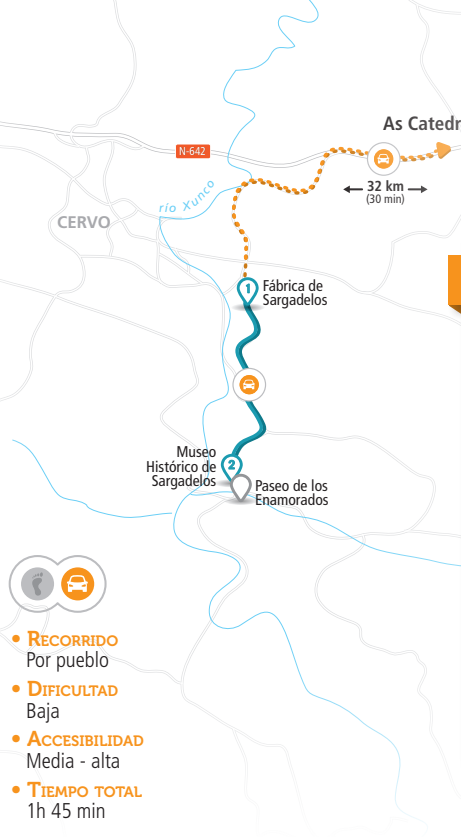 As Catedr
N-642
32 km
(30 min)
río Xunco
CERVO
1
Fábrica de
Sargadelos
Museo
Histórico de
Sargadelos
2
Paseo de los
Enamorados
• RECORRIDO
Por pueblo
• DIFICULTAD
Baja
• ACCESIBILIDAD
Media - alta
• TIEMPO TOTAL
1h 45 min